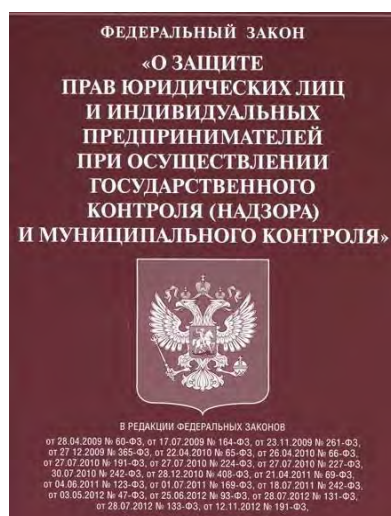 ФЕДЕРАЛЬНЫЙ ЗАКОН
«О ЗАЩИТЕ
ПРАВ ЮРИДИЧЕСКИХ ЛИЦ
И ИНДИВИДУАЛЬНЫХ
ПРЕДПРИНИМАТЕЛЕЙ
ПРИ ОСУЩЕСТВЛЕНИИ
ГОСУДАРСТВЕННОГО
КОНТРОЛЯ (НАДЗОРА)
И МУНИЦИПАЛЬНОГО КОНТРОЛЯ»
В РЕДАКЦИИ ФЕДЕРАЛЬНЫХ ЗАКОНОВ
от 28.04.2009 № 60-ФЗ, от 17.07.2009 № 164-ФЗ, от 23.11.2009 № 261-ФЗ,
от 27.12.2009 № 365-ФЗ, от 22.04.2010 № 65-ФЗ, от 26.04.2010 № 66-ФЗ,
от 27.07.2010 № 191-ФЗ, от 27.07.2010 № 224-ФЗ, от 27.07.2010 № 227-ФЗ,
30.07.2010 № 242-ФЗ, от 28.12.2010 № 408-ФЗ, от 21.04.2011 № 69-ФЗ,
от 04.06.2011 № 123-ФЗ, от 01.07.2011 № 169-ФЗ, от 18.07.2011 № 242-ФЗ,
от 03.05.2012 № 47-ФЗ, от 25.06.2012 № 93-ФЗ, от 28.07.2012 № 131-ФЗ,
от 28.07.2012 № 133-ФЗ, от 12.11.2012 № 191-ФЗ,